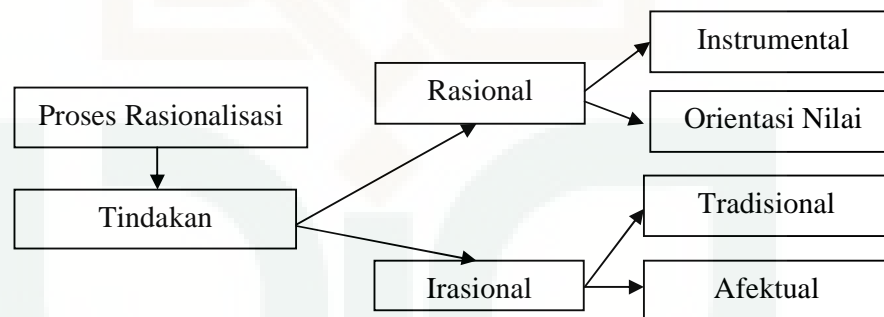 Proses Rasionalisasi
Tindakan
Rasional
Instrumental
Orientasi Nilai
Irasional
Tradisional
Afektual